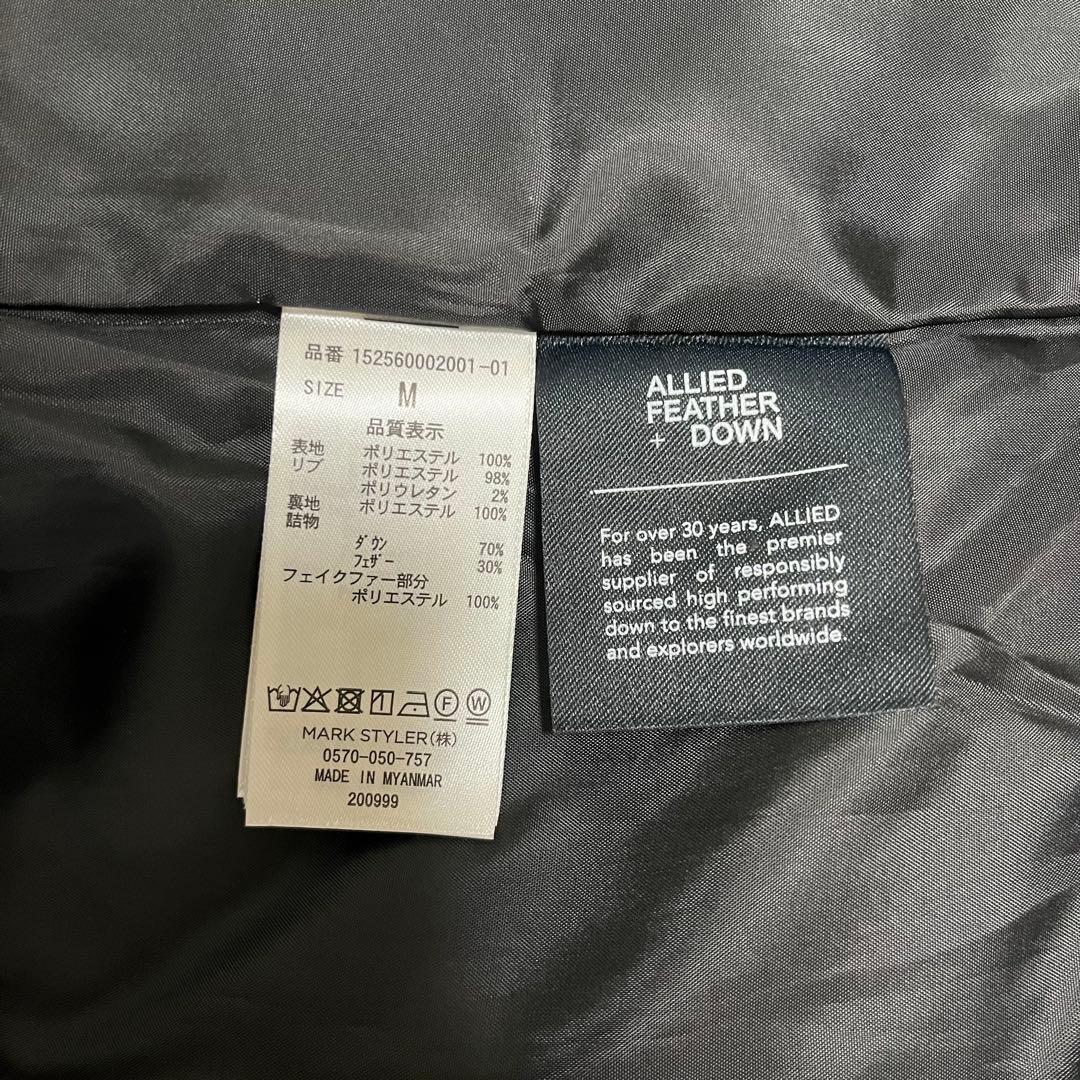 品番 152560002001-01
SIZE M
品質表示
表地 ポリエステル 100%
リブ ポリエステル 98%
ポリウレタン 2%
裏地 ポリエステル 100%
詰物
ダウン 70%
フェザー 30%
フェイクファー部分
ポリエステル 100%
F W
MARK STYLER(株)
0570-050-757
MADE IN MYANMAR
200999
ALLIED
FEATHER
+ DOWN
For over 30 years, ALLIED
has been the premier
supplier of responsibly
sourced high performing
down to the finest brands
and explorers worldwide.